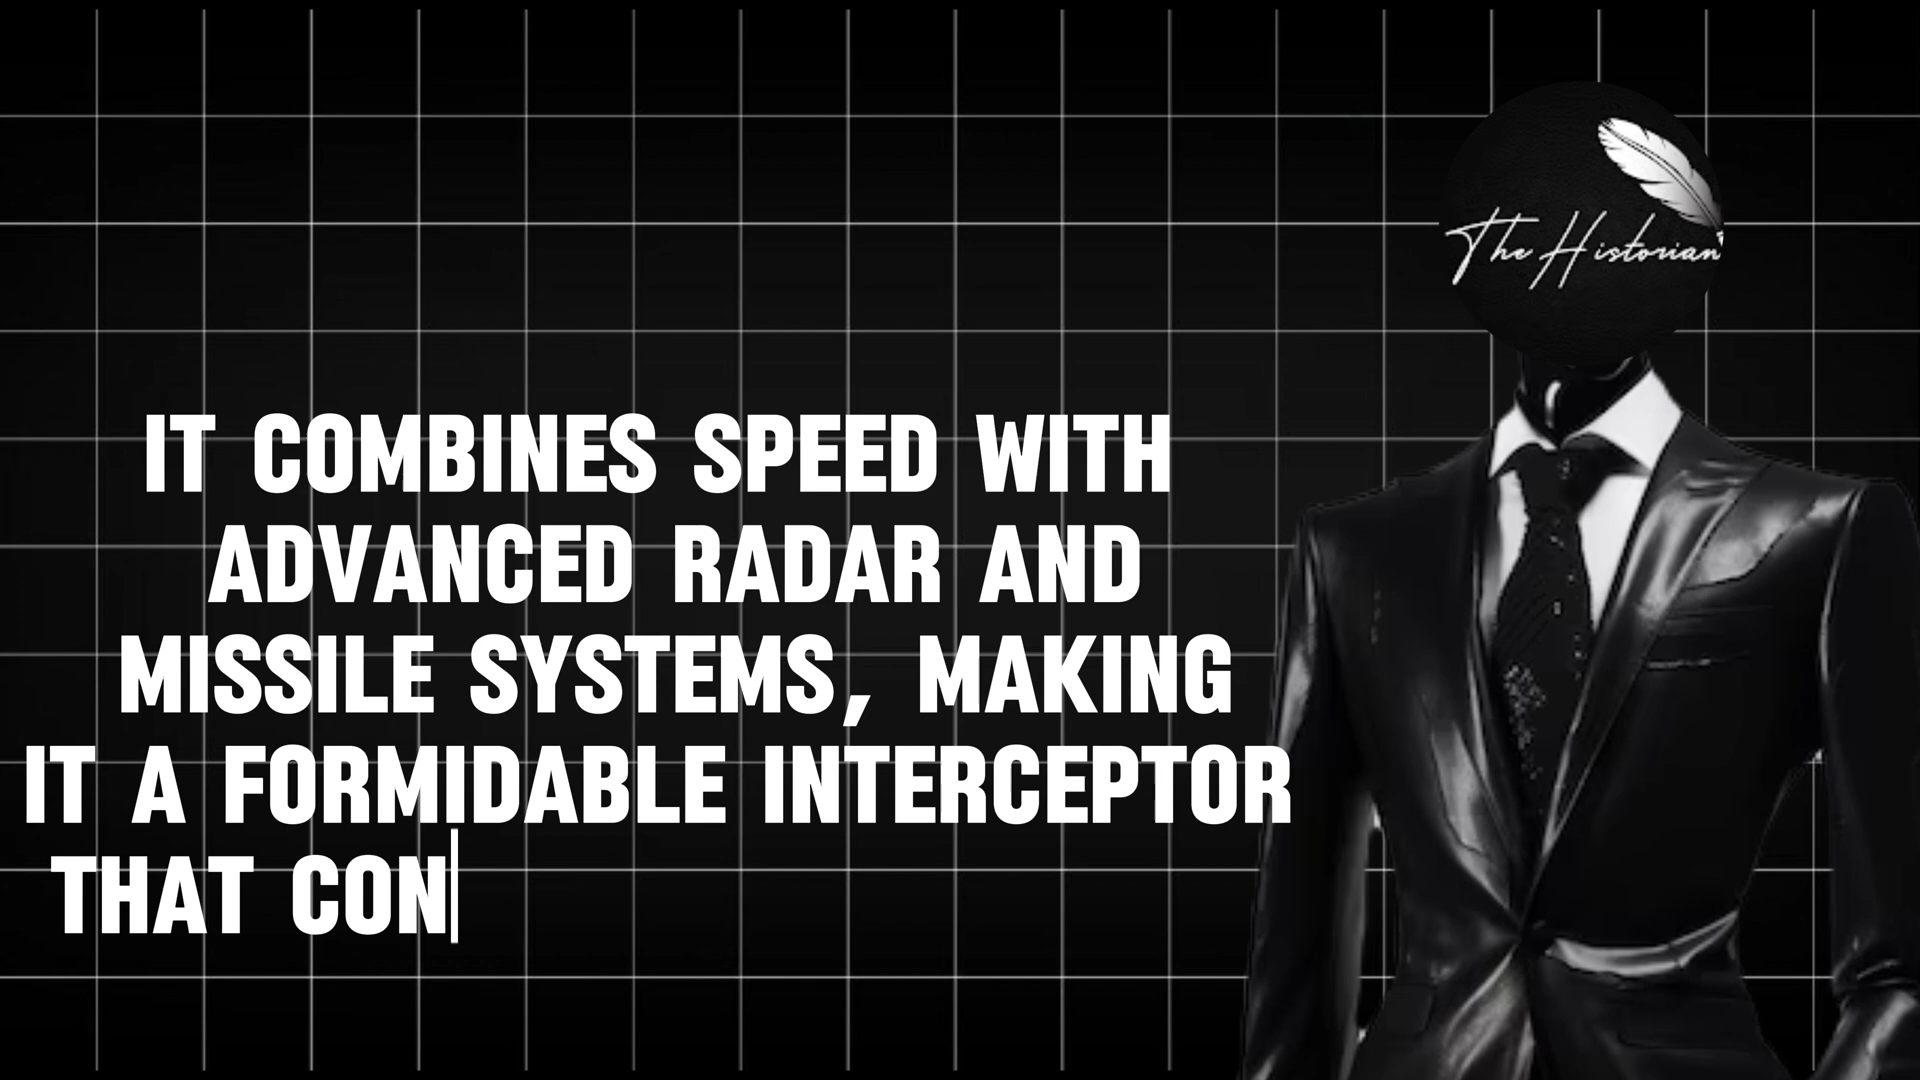 The Historian
IT COMBINES SPEED WITH
ADVANCED RADAR AND
MISSILE SYSTEMS, MAKING
IT A FORMIDABLE INTERCEPTOR
THAT CON